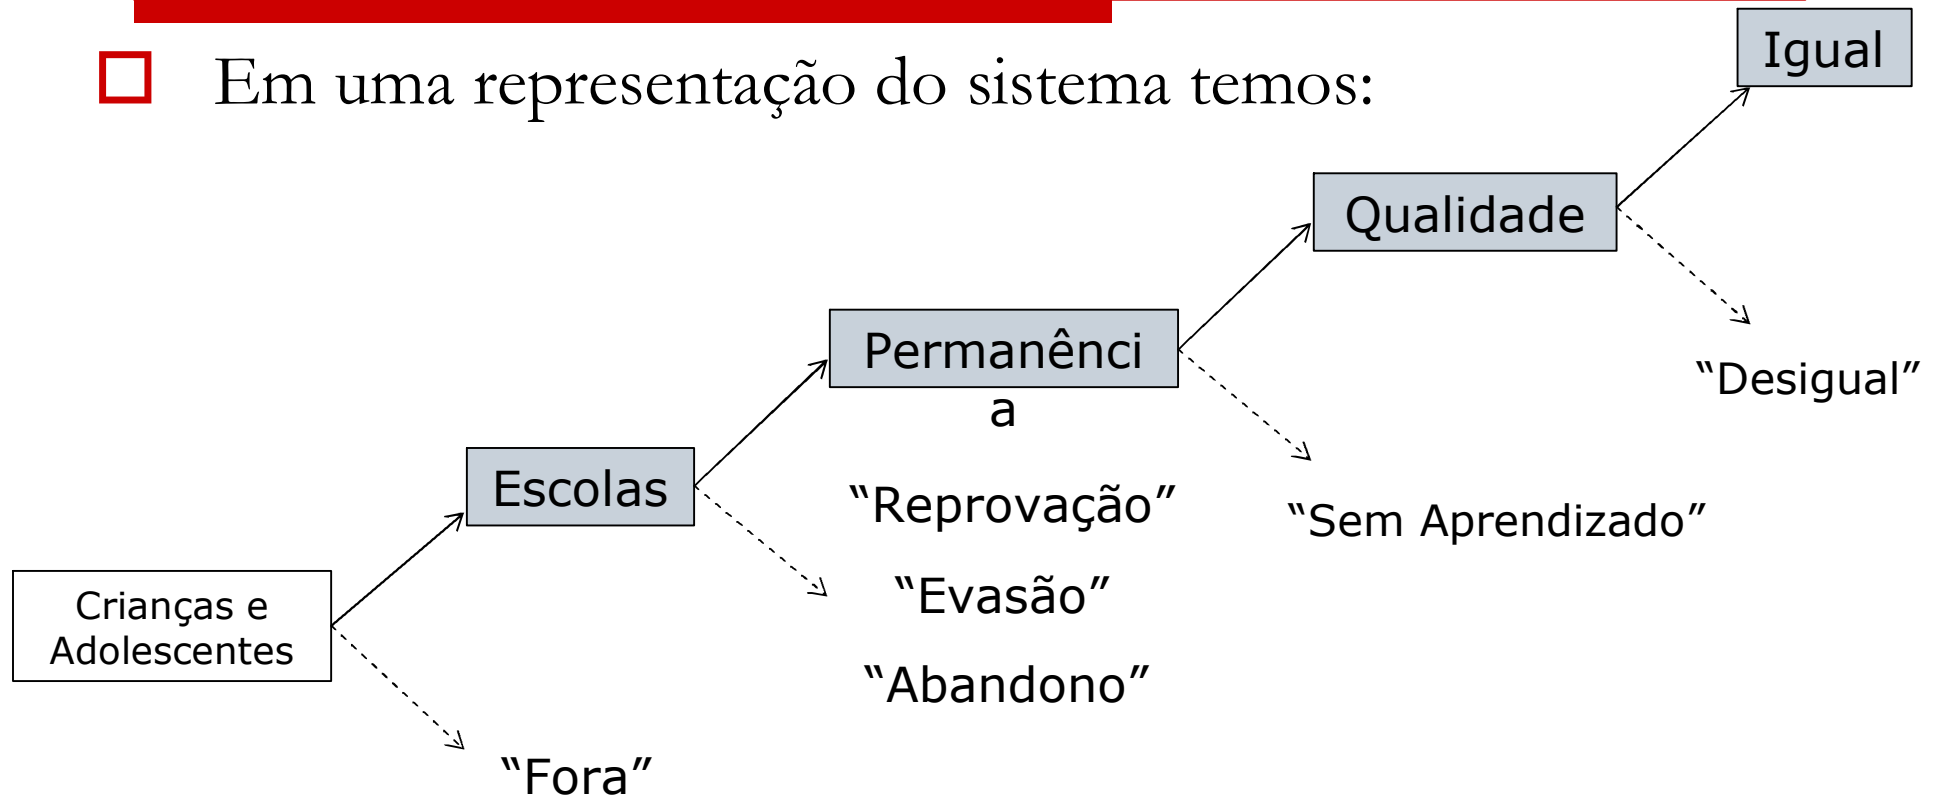 Em uma representação do sistema temos:
Igual
Qualidade
“Desigual”
Permanênci
a
“Reprovação”
“Evasão”
“Abandono”
“Sem Aprendizado”
Escolas
Crianças e
Adolescentes
“Fora”